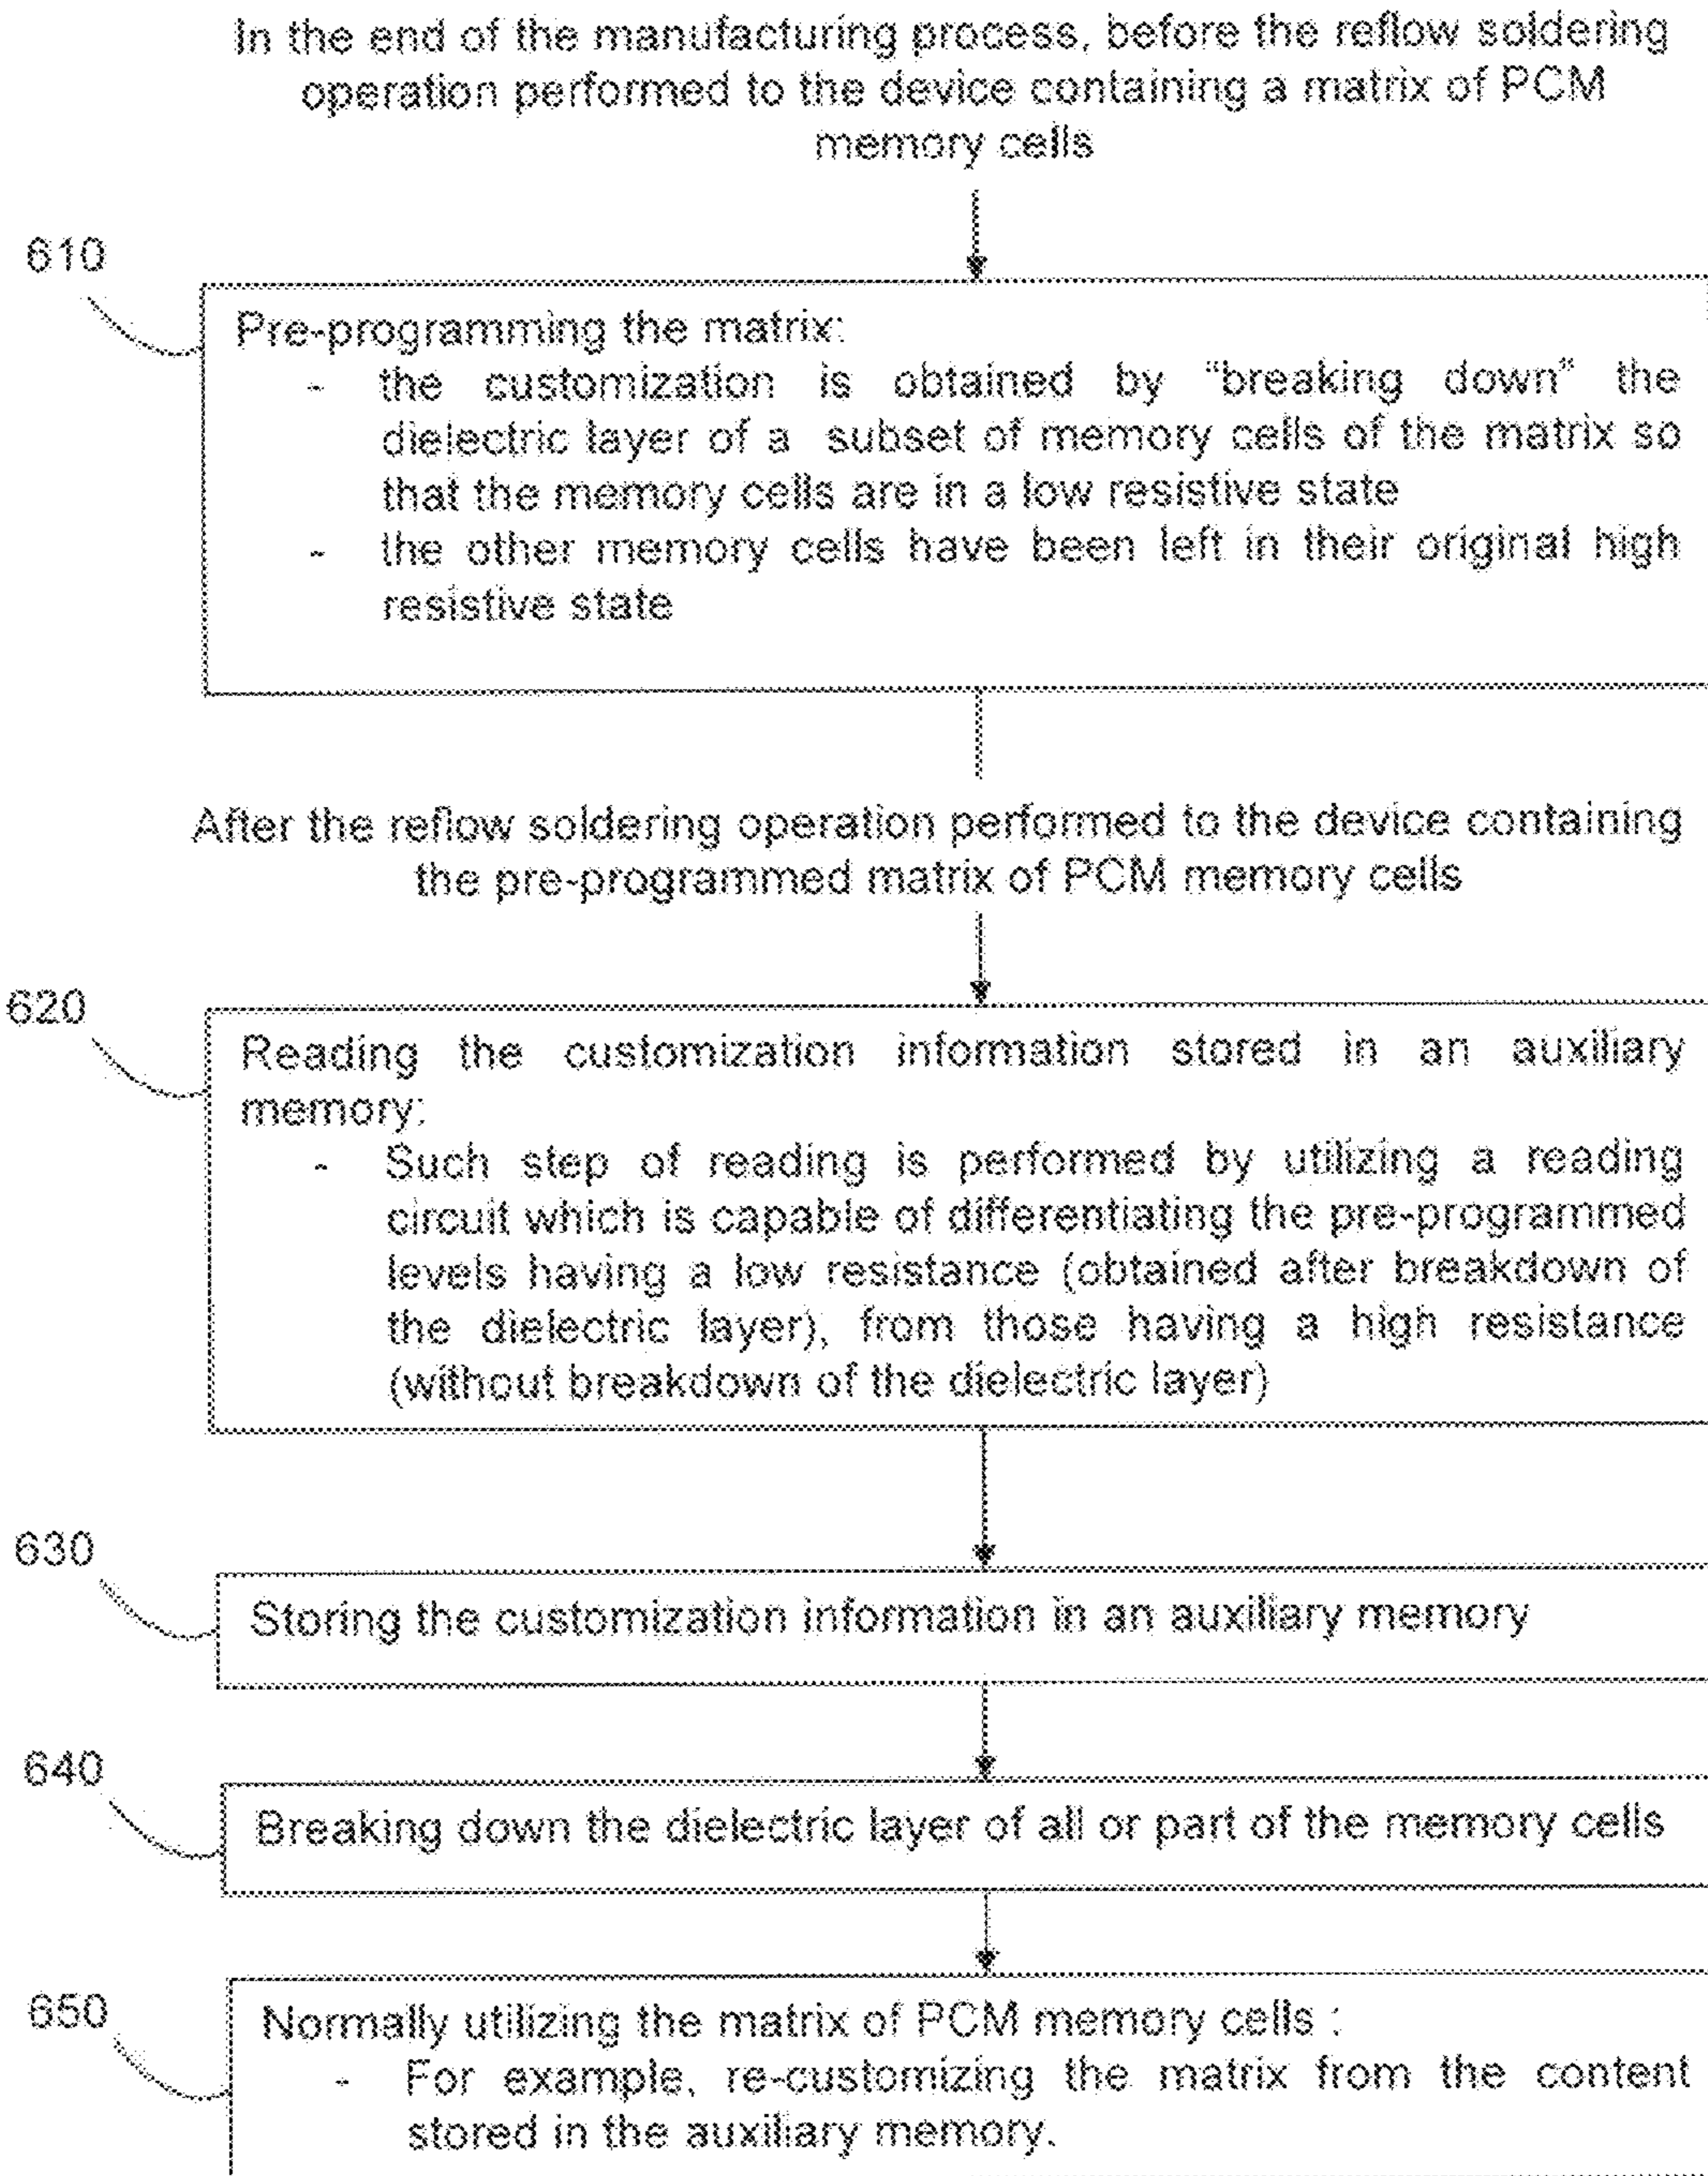 In the end of the manufacturing process, before the reflow soldering
operation performed to the device containing a matrix of PCM
memory cells
610
Pre-programming the matrix:
- the customization is obtained by "breaking down" the
dielectric layer of a subset of memory cells of the matrix so
that the memory cells are in a low resistive state
- the other memory cells have been left in their original high
resistive state
After the reflow soldering operation performed to the device containing
the pre-programmed matrix of PCM memory cells
620
Reading the customization information stored in an auxiliary
memory:
- Such step of reading is performed by utilizing a reading
circuit which is capable of differentiating the pre-programmed
levels having a low resistance (obtained after breakdown of
the dielectric layer), from those having a high resistance
(without breakdown of the dielectric layer)
630
Storing the customization information in an auxiliary memory
640
Breaking down the dielectric layer of all or part of the memory cells
650
Normally utilizing the matrix of PCM memory cells :
- For example, re-customizing the matrix from the content
stored in the auxiliary memory.